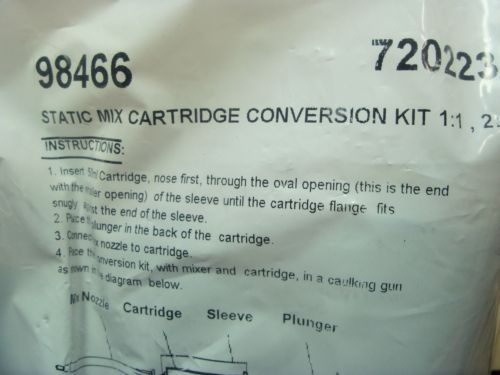 98466 720223
STATIC MIX CARTRIDGE CONVERSION KIT 1:1 , 2
INSTRUCTIONS:
1. Insert Cartridge, nose first, through the oval opening (this is the end
with the opening) of the sleeve until the cartridge flange fits
snugly the end of the sleeve.
2. Place plunger in the back of the cartridge.
3. Connect nozzle to cartridge.
4. Place conversion kit, with mixer and cartridge, in a caulking gun
as diagram below.
Mix Nozzle Cartridge Sleeve Plunger